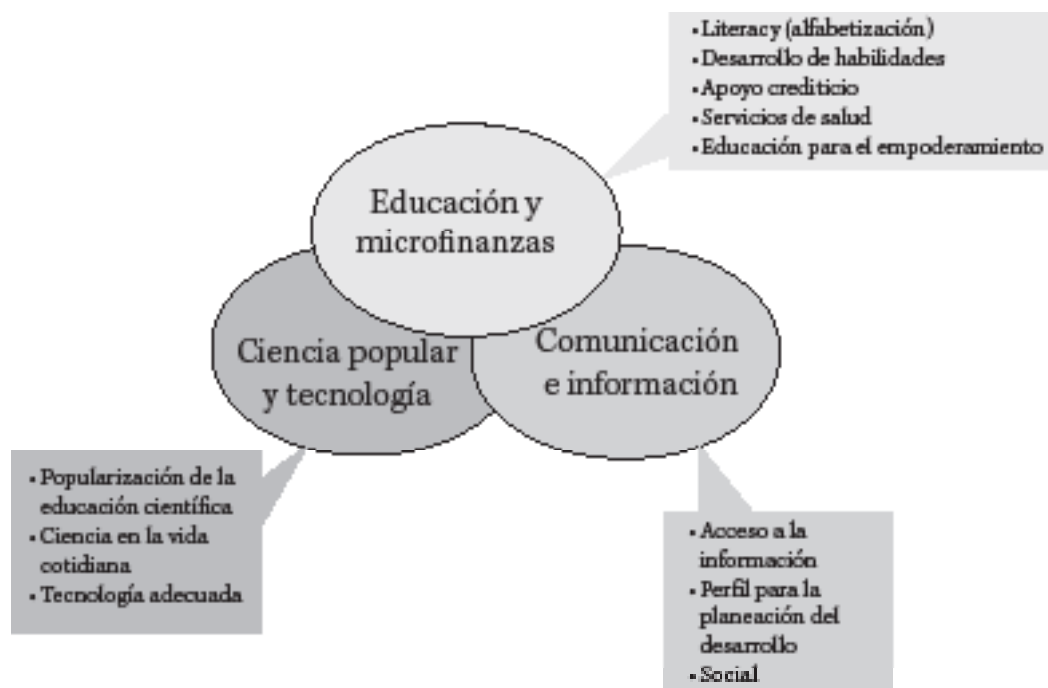 • Literacy (alfabetización)
• Desarrollo de habilidades
• Apoyo crediticio
• Servicios de salud
• Educación para el empoderamiento
Educación y
microfinanzas
Ciencia popular
y tecnología
Comunicación
e información
• Popularización de la
educación científica
• Ciencia en la vida
cotidiana
• Tecnología adecuada
• Acceso a la
información
• Perfil para la
planeación del
desarrollo
• Social